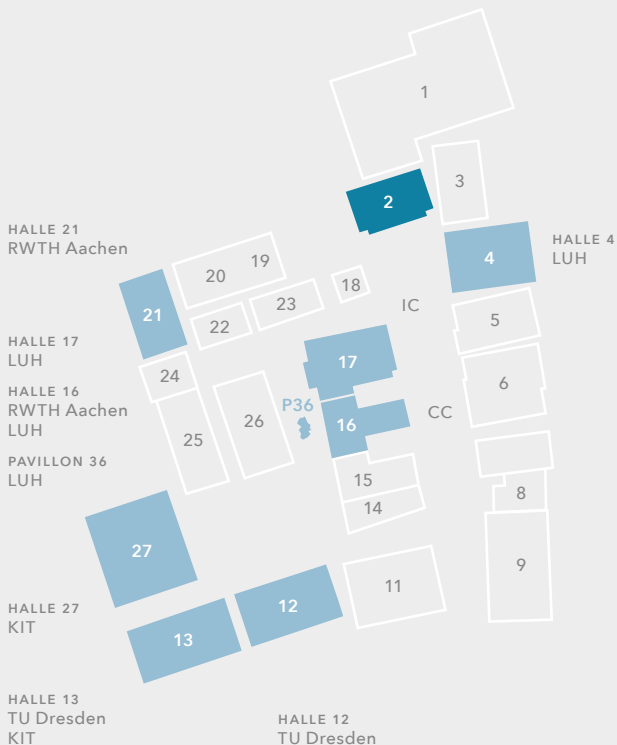 1
2
3
HALLE 21
RWTH Aachen
HALLE 4
LUH
4
20
19
18
21
23
22
IC
5
HALLE 17
LUH
17
24
6
HALLE 16
RWTH Aachen
LUH
P36
26
16
CC
25
PAVILLON 36
LUH
15
14
8
27
9
11
12
13
HALLE 27
KIT
HALLE 13
TU Dresden
KIT
HALLE 12
TU Dresden